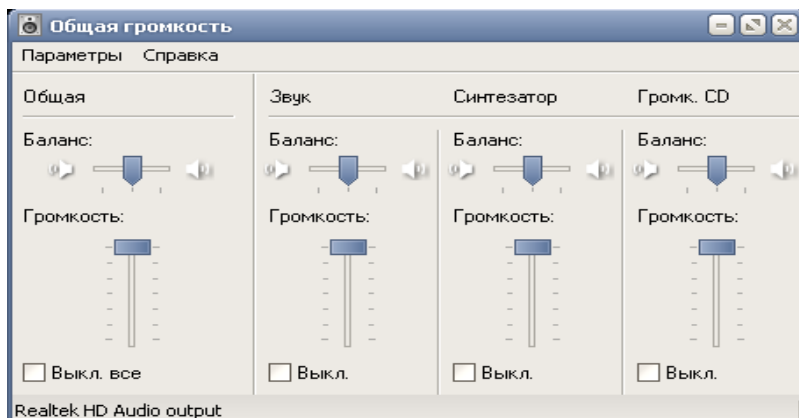 Общая громкость
Параметры Справка
Общая Звук Синтезатор Громк. CD
Баланс: Баланс: Баланс: Баланс:
Громкость: Громкость: Громкость: Громкость:
Выкл. все Выкл. Выкл. Выкл.
Realtek HD Audio output